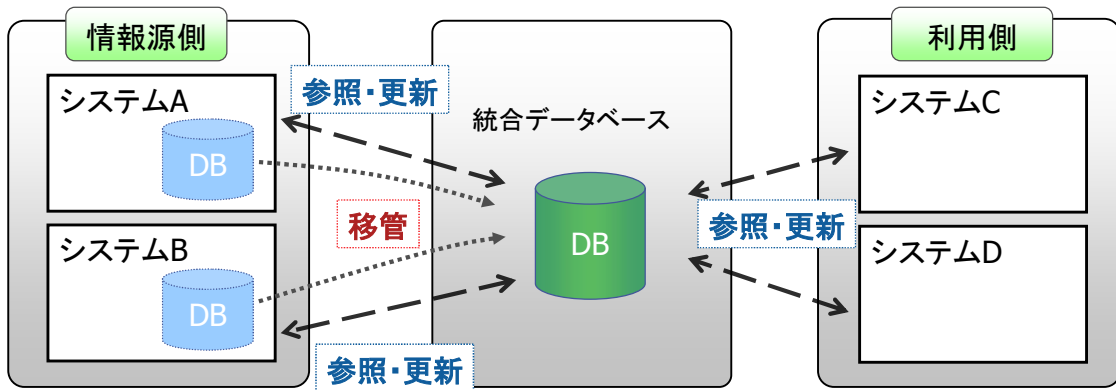 情報源側
利用側
システムA
参照・更新
統合データベース
システムC
DB
移管
参照・更新
DB
システムB
システムD
DB
参照・更新